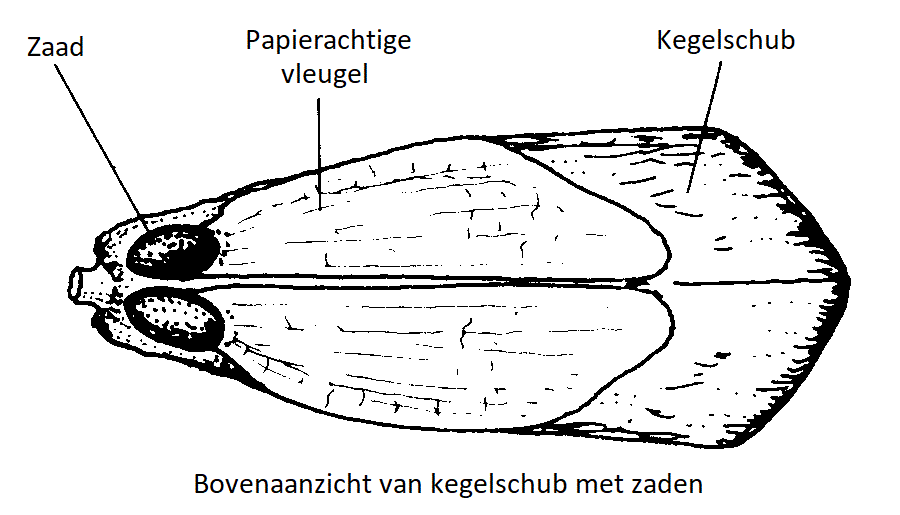 Zaad
Papierachtige
vleugel
Kegelschub
Bovenaanzicht van kegelschub met zaden